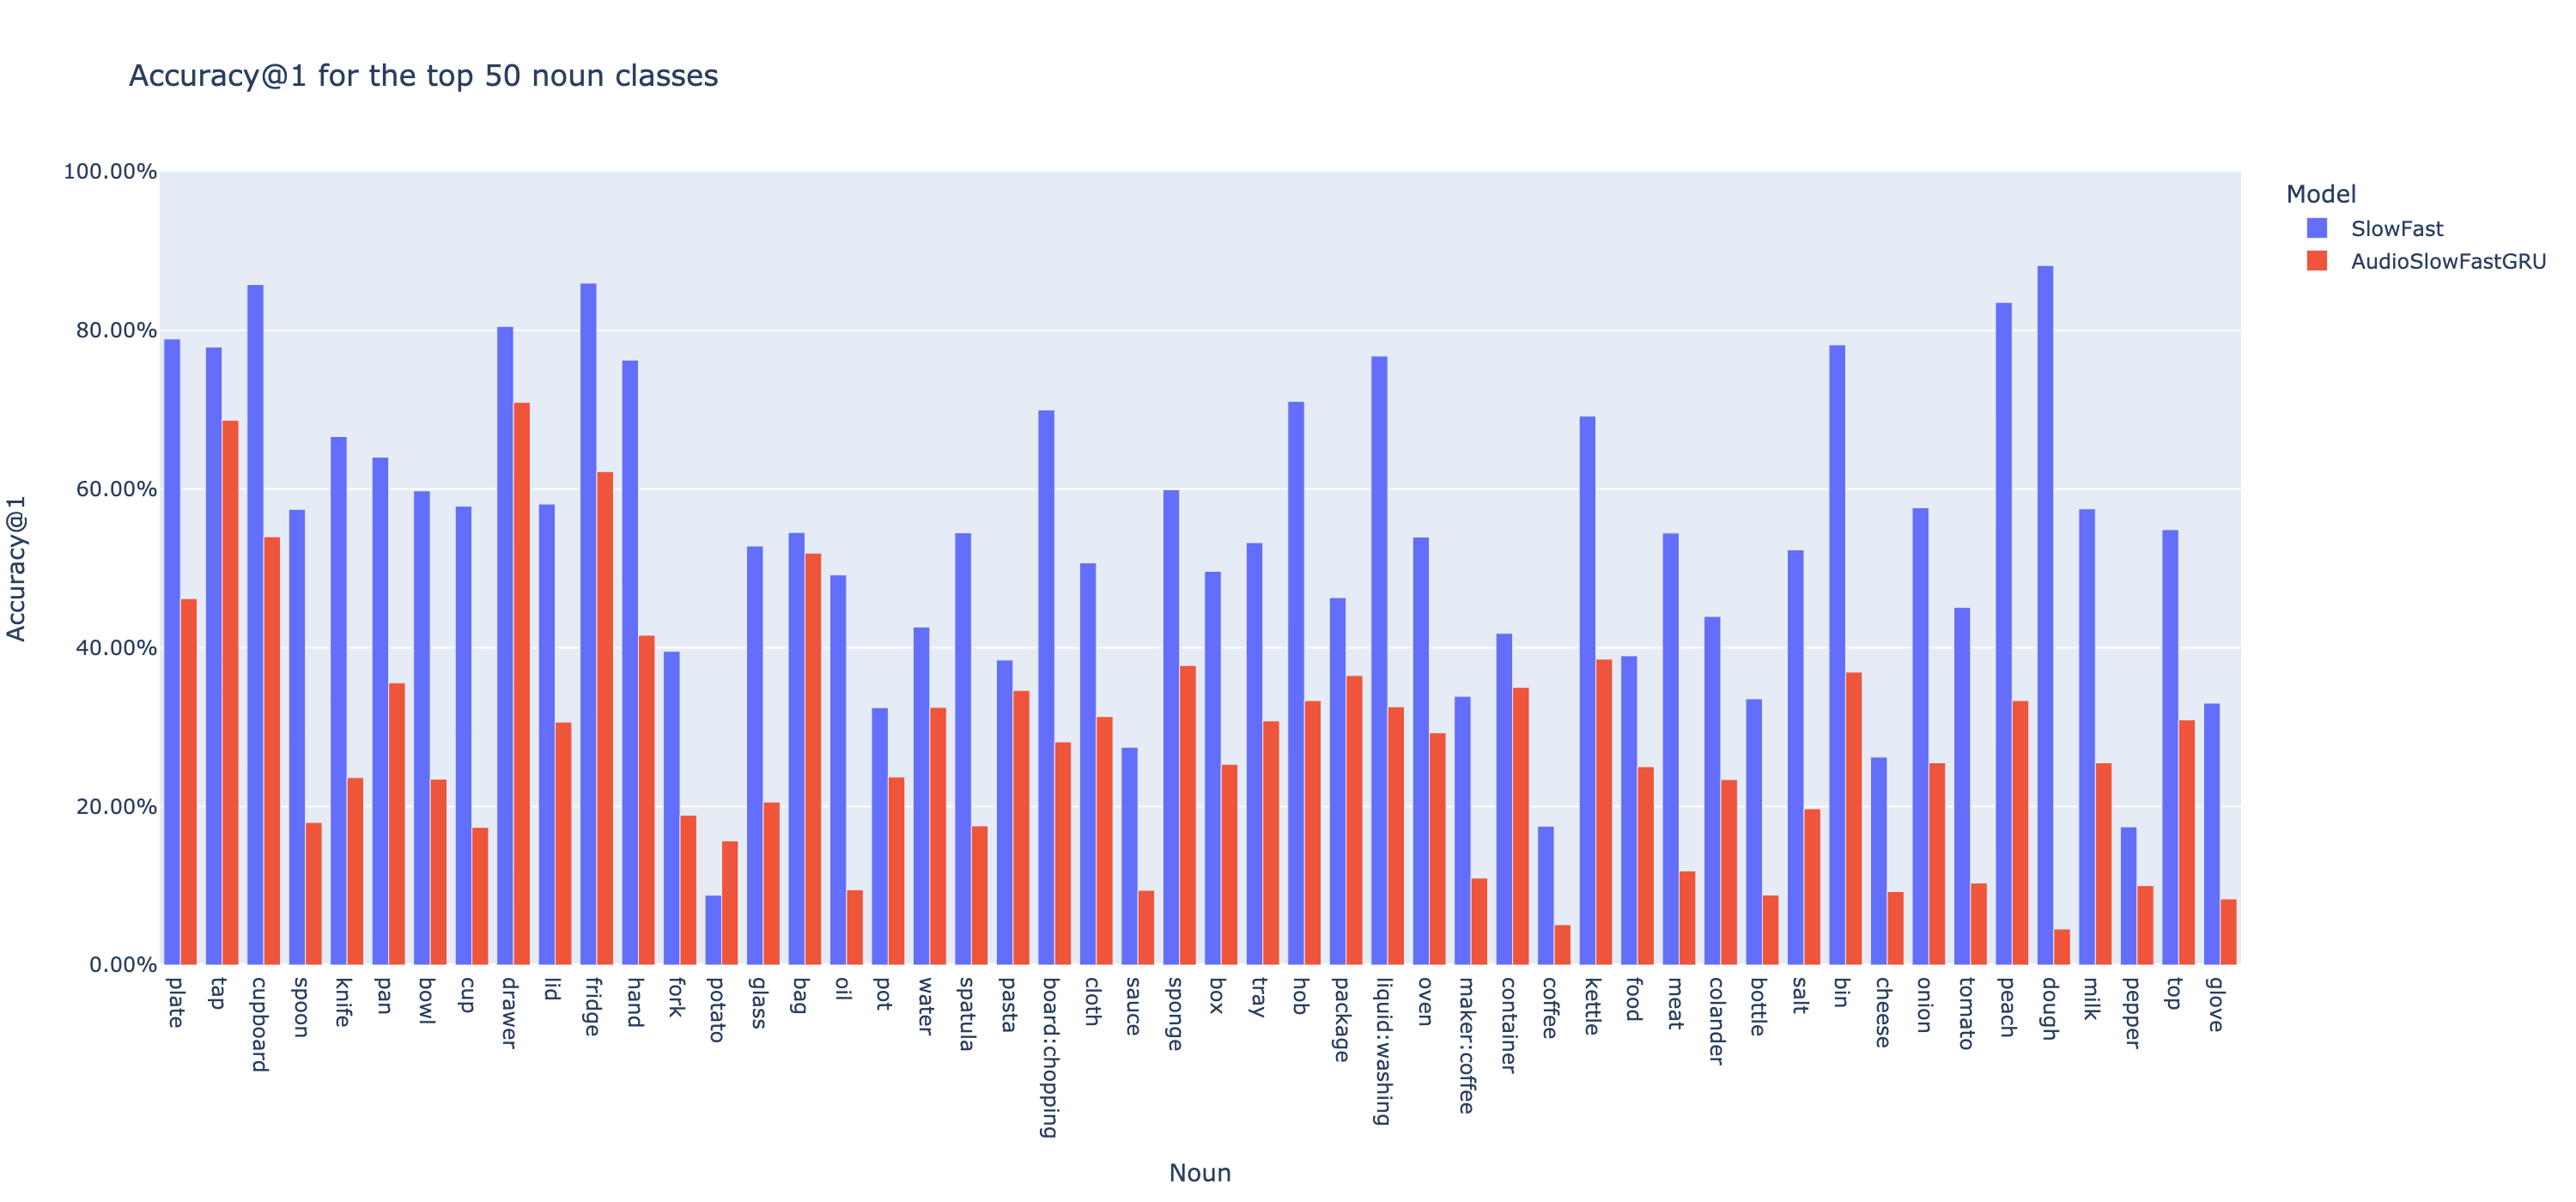 Accuracy@1 for the top 50 noun classes
100.00%
80.00%
60.00%
40.00%
20.00%
0.00%
Accuracy@1
Model
SlowFast
AudioSlowFastGRU
plate
tap
cupboard
spoon
knife
pan
bowl
cup
drawer
lid
fridge
hand
fork
potato
glass
bag
oil
pot
water
spatula
pasta
board:chopping
cloth
sauce
sponge
box
tray
hob
package
liquid:washing
oven
maker:coffee
container
coffee
kettle
food
meat
colander
bottle
salt
bin
cheese
onion
tomato
peach
dough
milk
pepper
top
glove
Noun